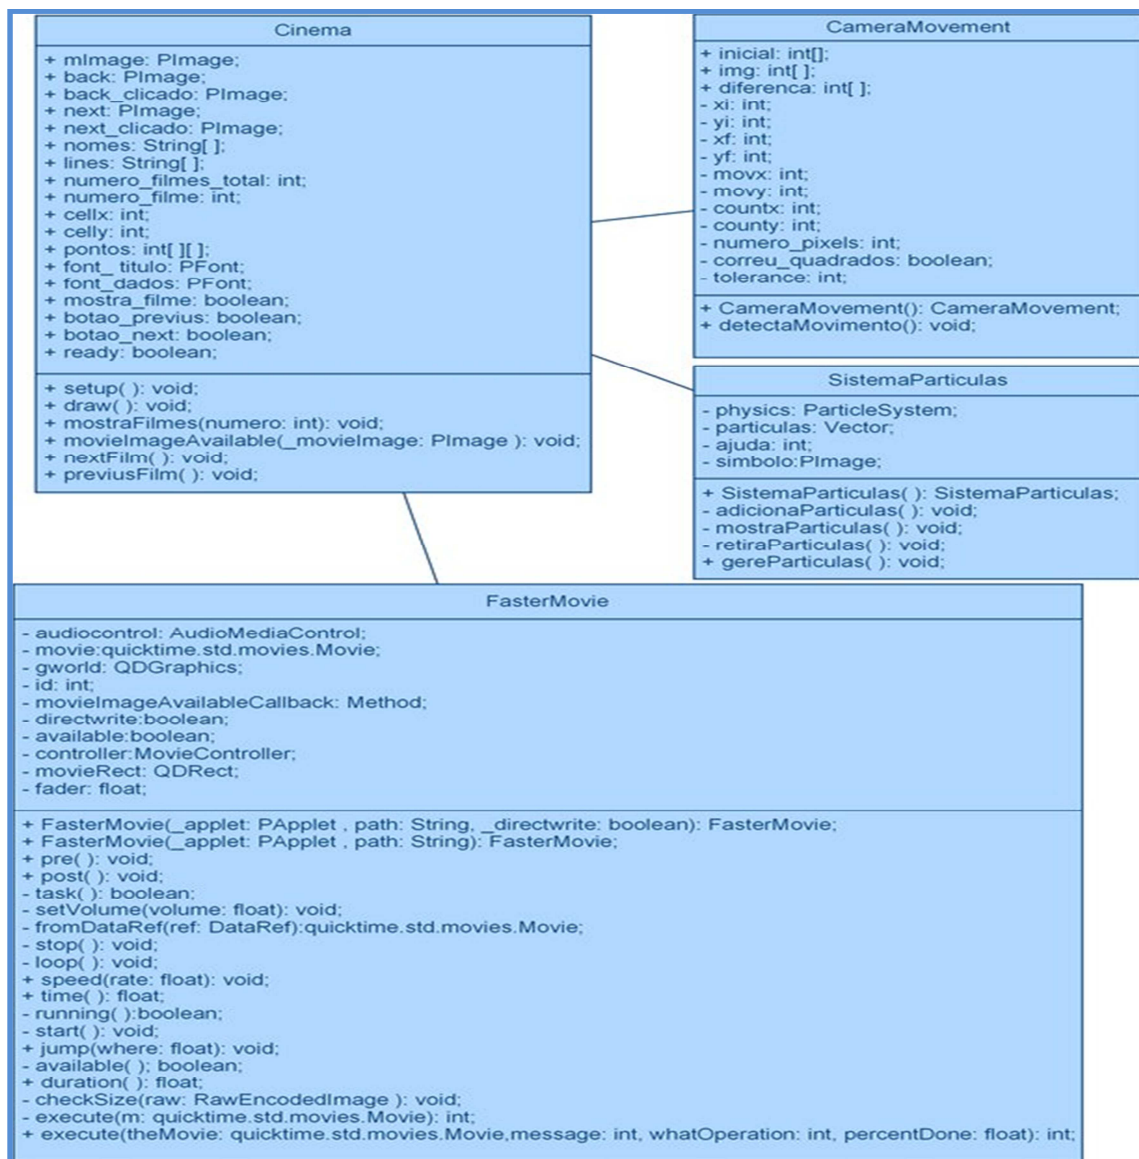 Cinema
+ mImage: PImage;
+ back: PImage;
+ back_clicado: PImage;
+ next: PImage;
+ next_clicado: PImage;
+ nomes: String[ ];
+ lines: String[ ];
+ numero_filmes_total: int;
+ numero_filme: int;
+ cellx: int;
+ celly: int;
+ pontos: int[ ][ ];
+ font_ titulo: PFont;
+ font_dados: PFont;
+ mostra_filme: boolean;
+ botao_previus: boolean;
+ botao_next: boolean;
+ ready: boolean;
+ setup( ): void;
+ draw( ): void;
+ mostraFilmes(numero: int): void;
+ movieImageAvailable(_movieImage: PImage ): void;
+ nextFilm( ): void;
+ previusFilm( ): void;
CameraMovement
+ inicial: int[];
+ img: int[ ];
+ diferenca: int[ ];
- xi: int;
- yi: int;
- xf: int;
- yf: int;
- movx: int;
- movy: int;
- countx: int;
- county: int;
- numero_pixels: int;
- correu_quadrados: boolean;
- tolerance: int;
+ CameraMovement(): CameraMovement;
+ detectaMovimento(): void;
SistemaParticulas
- physics: ParticleSystem;
- particulas: Vector;
- ajuda: int;
- simbolo:PImage;
+ SistemaParticulas( ): SistemaParticulas;
- adicionaParticulas( ): void;
- mostraParticulas( ): void;
- retiraParticulas( ): void;
+ gereParticulas( ): void;
FasterMovie
- audiocontrol: AudioMediaControl;
- movie:quicktime.std.movies.Movie;
- gworld: QDGraphics;
- id: int;
- movieImageAvailableCallback: Method;
- directwrite:boolean;
- available:boolean;
- controller:MovieController;
- movieRect: QDRect;
- fader: float;
+ FasterMovie(_applet: PApplet , path: String, _directwrite: boolean): FasterMovie;
+ FasterMovie(_applet: PApplet , path: String): FasterMovie;
+ pre( ): void;
+ post( ): void;
- task( ): boolean;
- setVolume(volume: float): void;
- fromDataRef(ref: DataRef):quicktime.std.movies.Movie;
- stop( ): void;
- loop( ): void;
+ speed(rate: float): void;
+ time( ): float;
- running( ):boolean;
- start( ): void;
+ jump(where: float): void;
- available( ); boolean;
+ duration( ): float;
- checkSize(raw: RawEncodedImage ): void;
- execute(m: quicktime.std.movies.Movie): int;
+ execute(theMovie: quicktime.std.movies.Movie,message: int, whatOperation: int, percentDone: float): int;